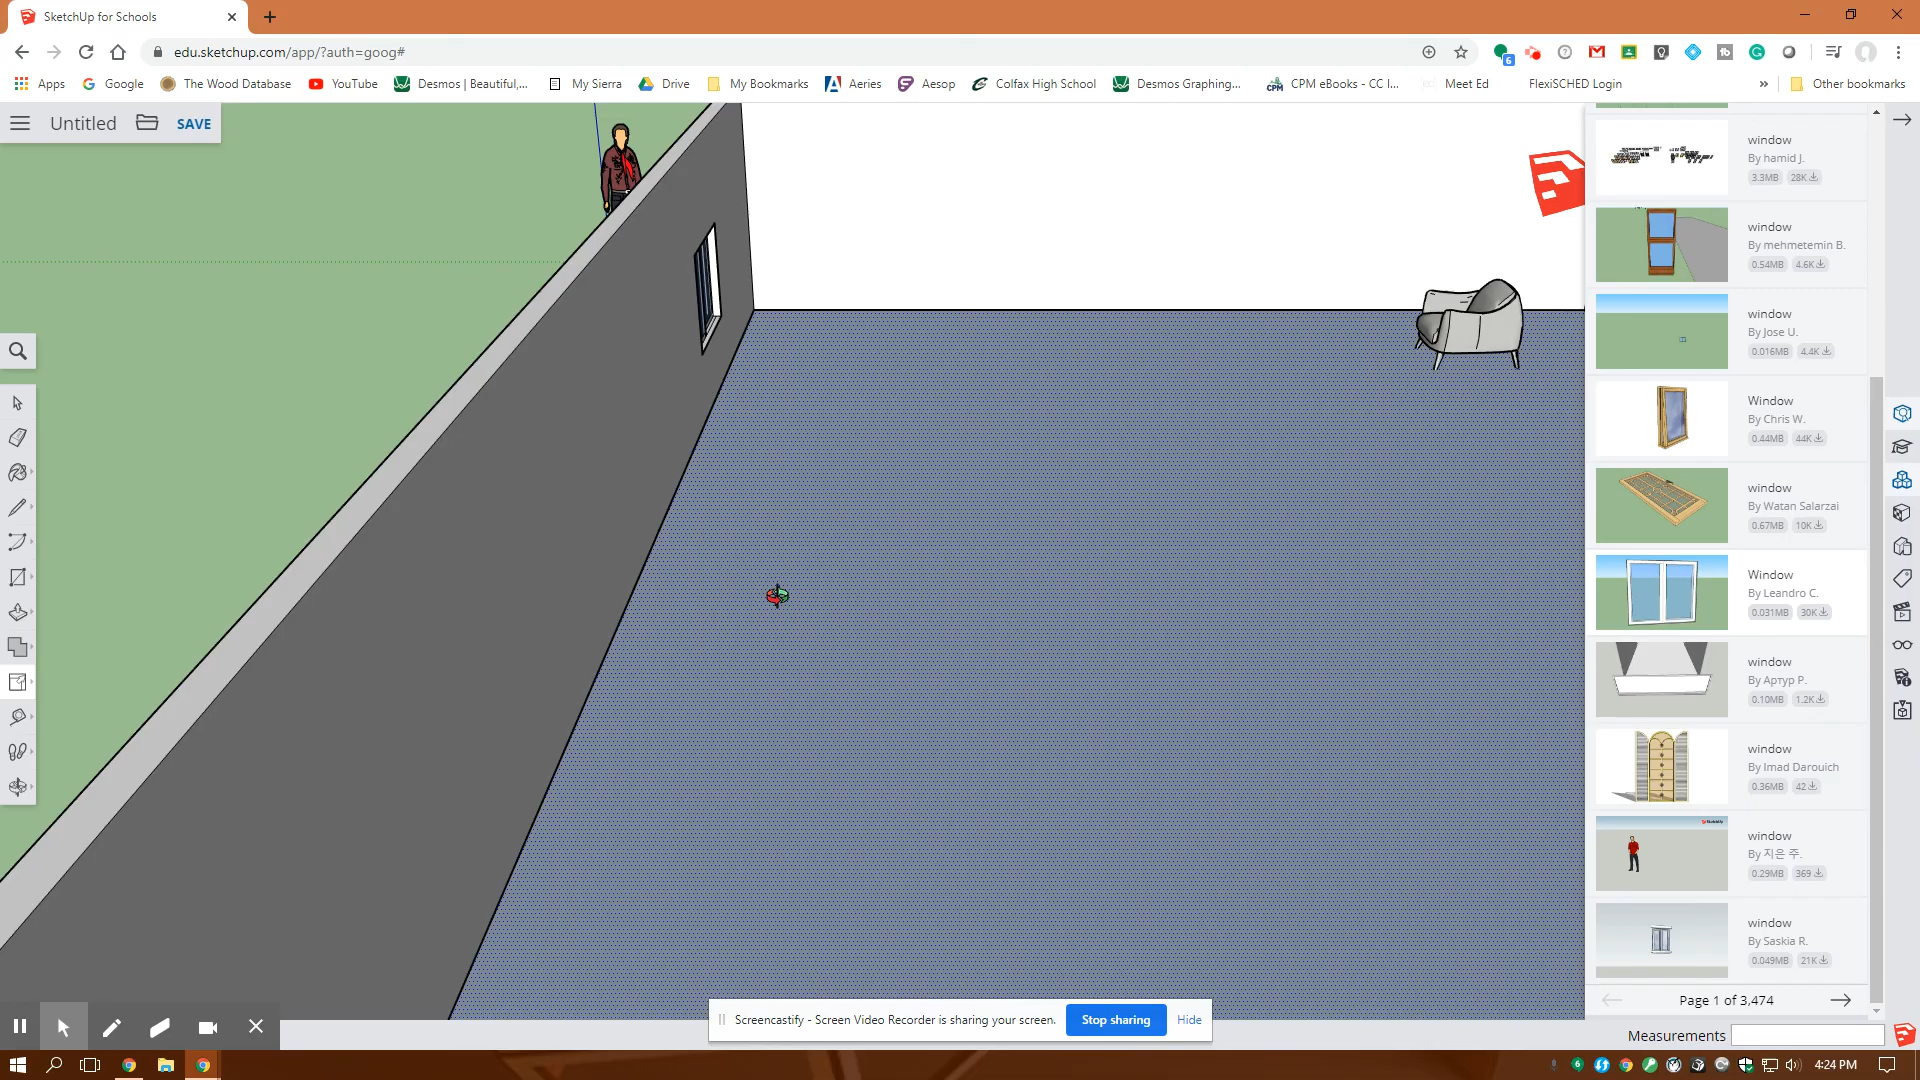 SketchUp for Schools
edu.sketchup.com/app/?auth=goog#
6
Apps
Google
The Wood Database
YouTube
Desmos | Beautiful,...
My Sierra
Drive
My Bookmarks
Aeries
Aesop
Colfax High School
Desmos Graphing...
CPM
CPM eBooks - CC I...
Meet Ed
FlexiSCHED Login
»
Other bookmarks
Untitled
SAVE
window
By hamid J.
3.3MB
28K
window
By mehmetemin B.
0.54MB
4.6K
window
By Jose U.
0.016MB
4.4K
Window
By Chris W.
0.44MB
44K
window
By Watan Salarzai
0.67MB
10K
Window
By Leandro C.
0.031MB
30K
window
By Артур Р.
0.10MB
1.2K
window
By Imad Darouich
0.36MB
42
window
By 지은 주.
0.29MB
369
window
By Saskia R.
0.049MB
21K
Page 1 of 3,474
Screencastify - Screen Video Recorder is sharing your screen.
Stop sharing
Hide
Measurements
4:24 PM